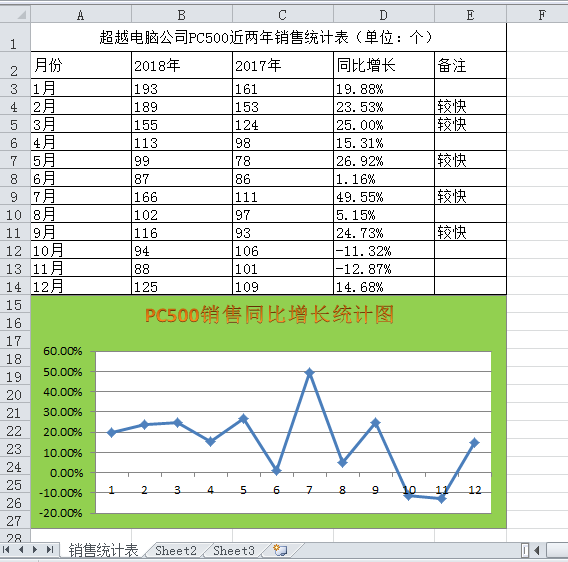 A B C D E F
1 超越电脑公司PC500近两年销售统计表（单位：个）
2 月份 2018年 2017年 同比增长 备注
3 1月 193 161 19.88%
4 2月 189 153 23.53% 较快
5 3月 155 124 25.00% 较快
6 4月 113 98 15.31%
7 5月 99 78 26.92% 较快
8 6月 87 86 1.16%
9 7月 166 111 49.55% 较快
10 8月 102 97 5.15%
11 9月 116 93 24.73% 较快
12 10月 94 106 -11.32%
13 11月 88 101 -12.87%
14 12月 125 109 14.68%
15
16 PC500销售同比增长统计图
17
18 60.00%
19 50.00%
20 40.00%
21 30.00%
22 20.00%
23 10.00%
24 0.00%
25 1 2 3 4 5 6 7 8 9 10 11 12
26 -10.00%
27 -20.00%
28
销售统计表 Sheet2 Sheet3